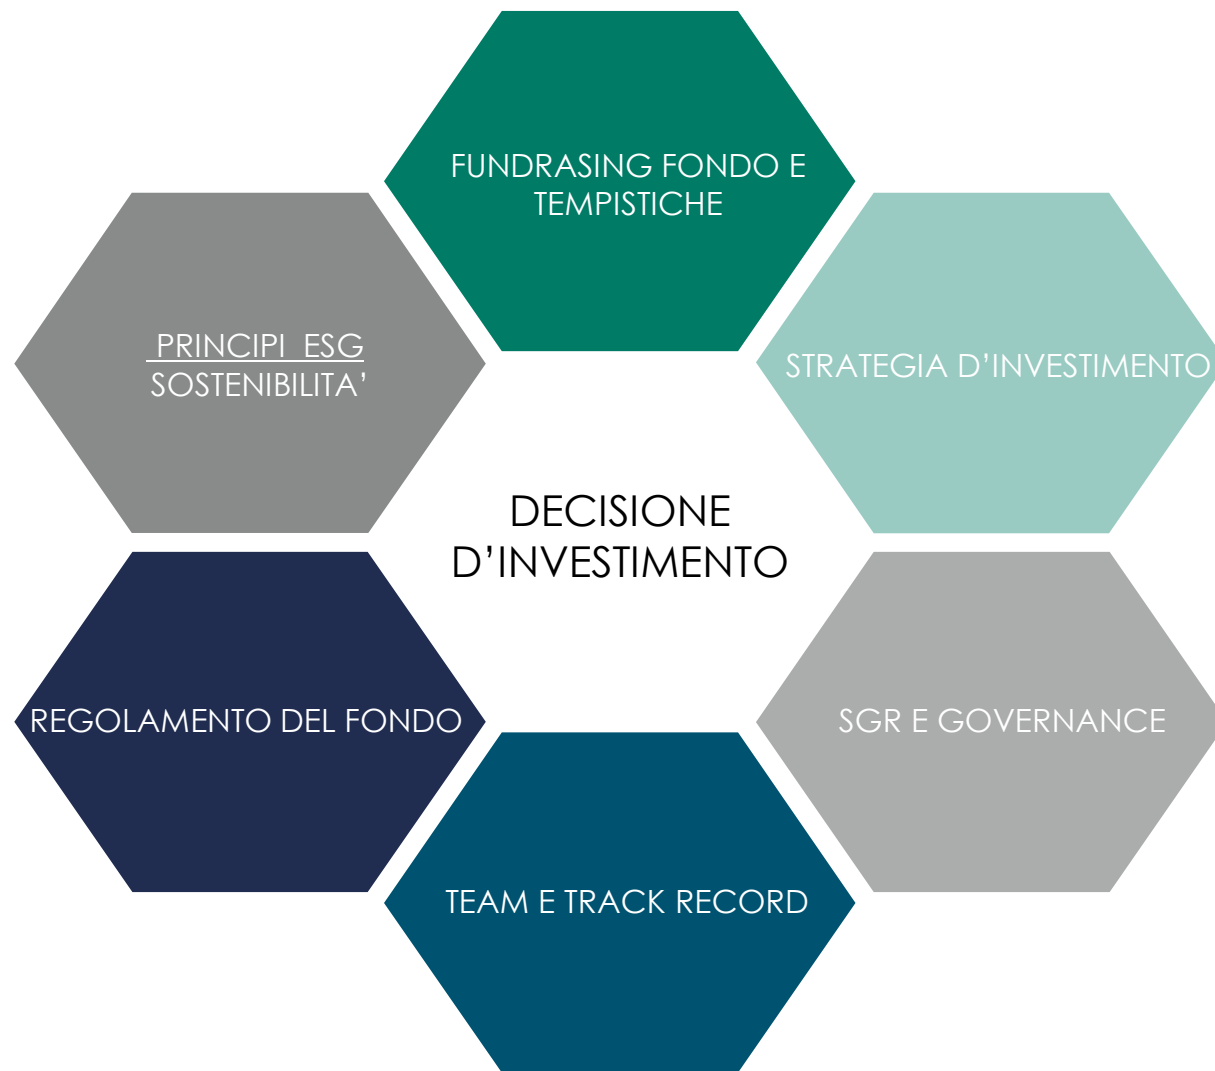 FUNDRASING FONDO E
TEMPISTICHE
PRINCIPI ESG
SOSTENIBILITA’
STRATEGIA D’INVESTIMENTO
DECISIONE
D’INVESTIMENTO
REGOLAMENTO DEL FONDO
SGR E GOVERNANCE
TEAM E TRACK RECORD